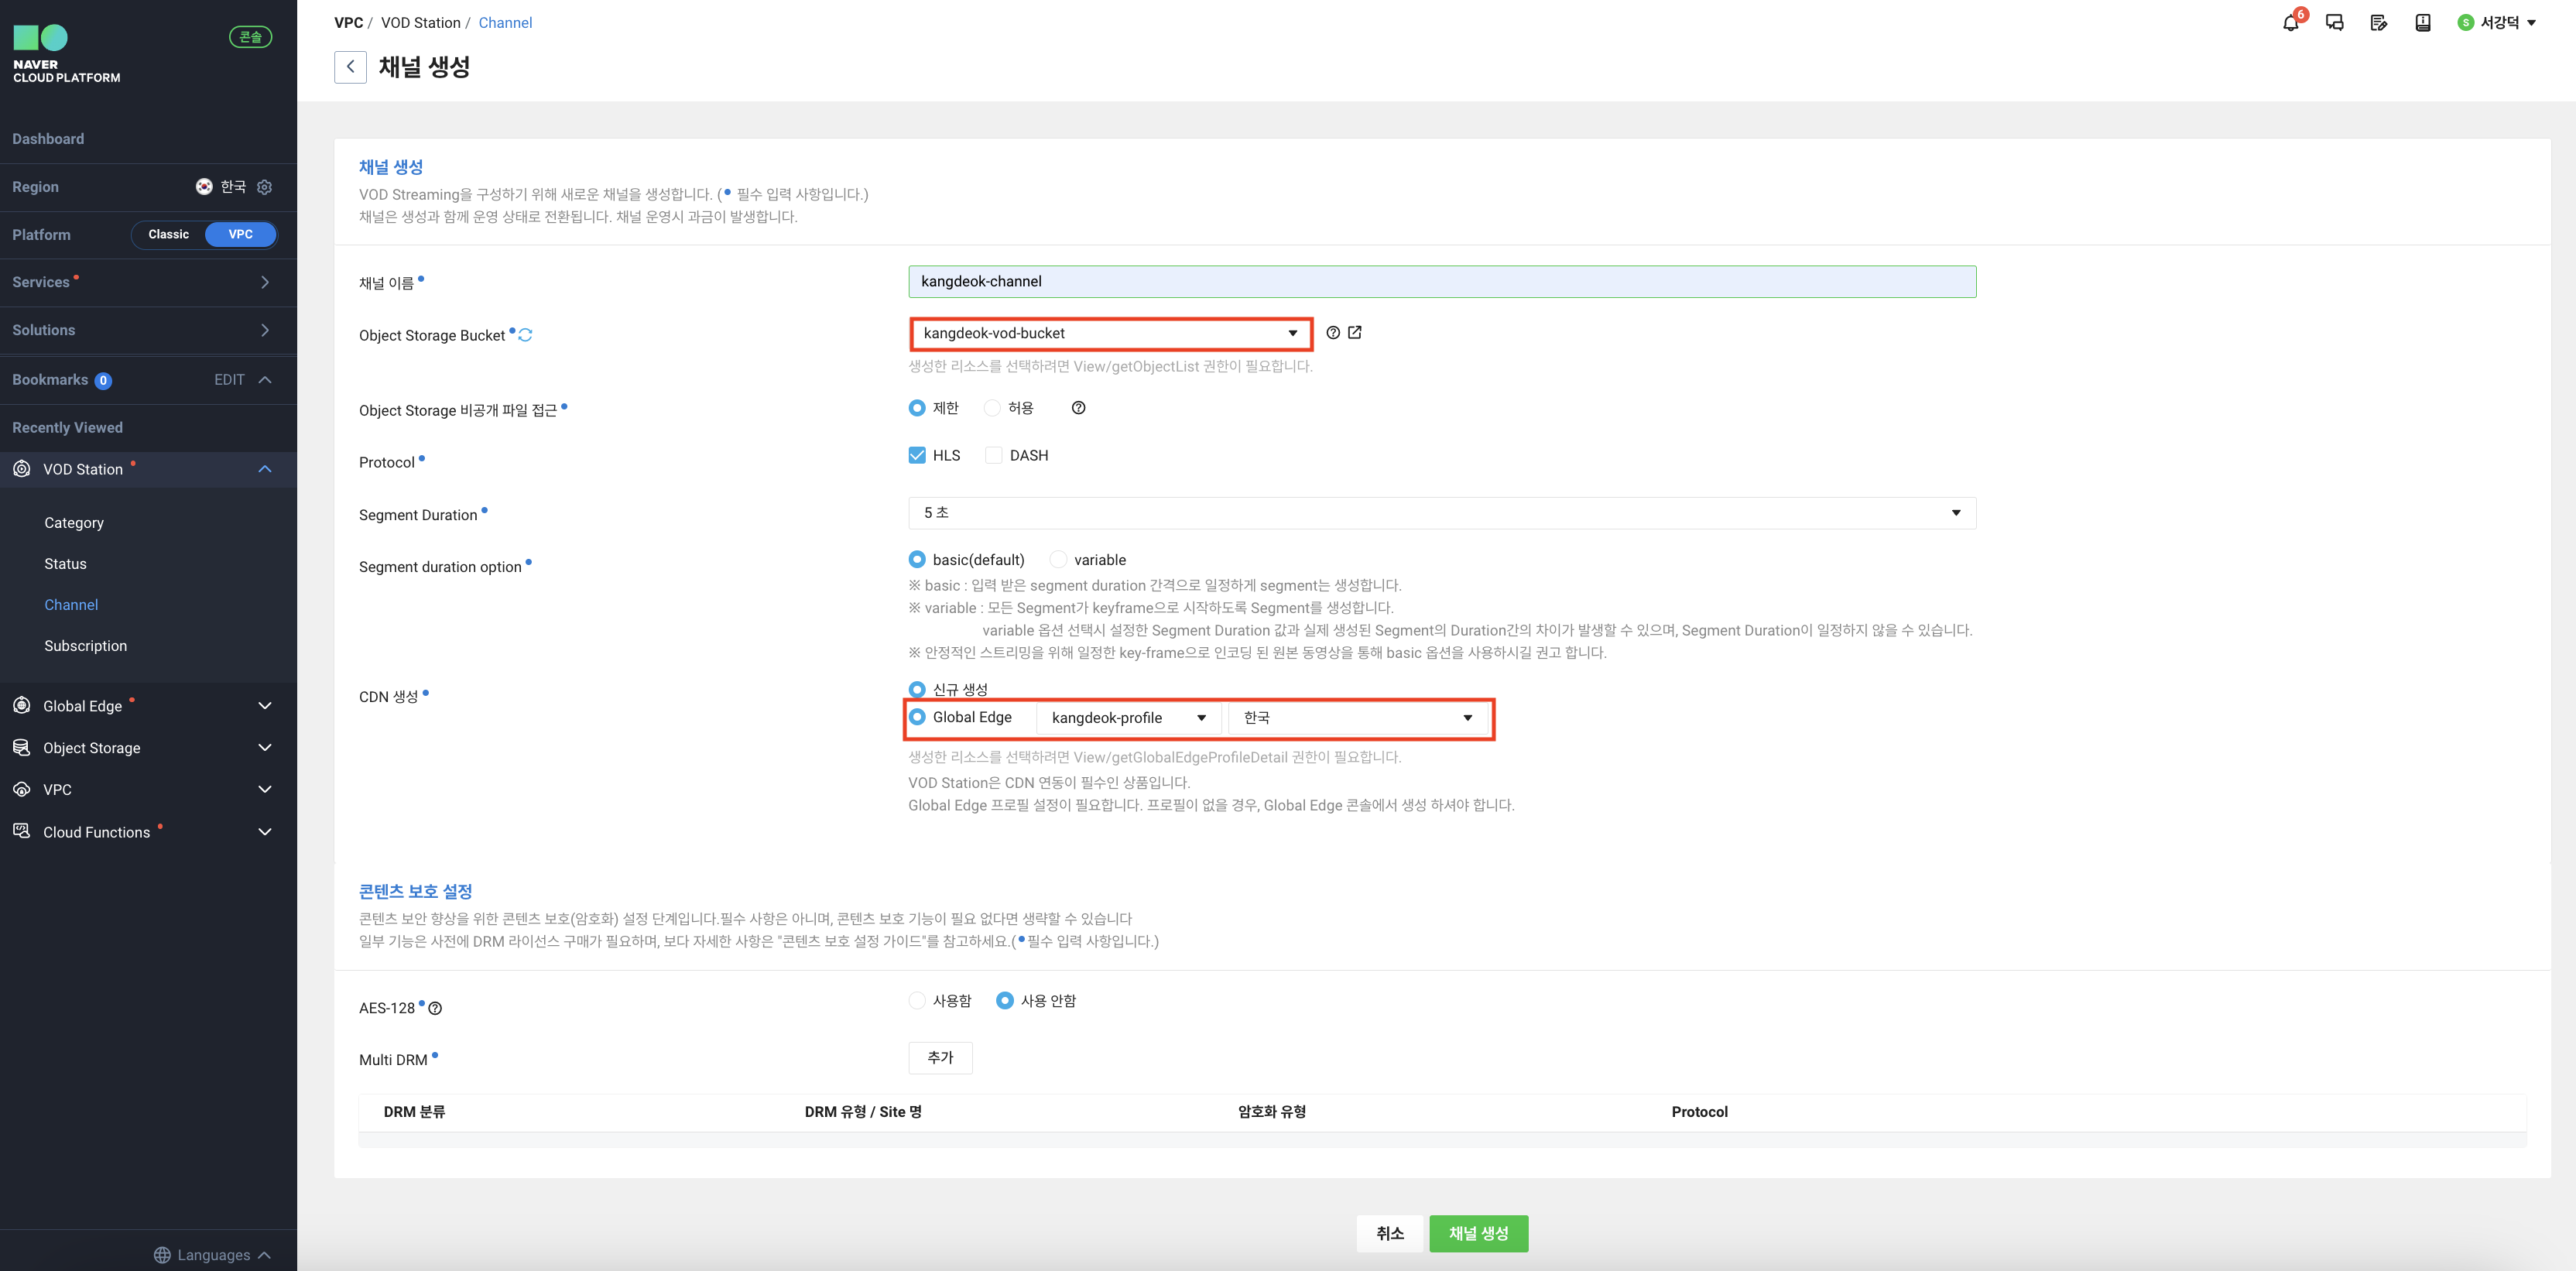 NAVER
CLOUD PLATFORM
콘솔
Dashboard
Region 한국
Platform Classic VPC
Services
Solutions
Bookmarks 0 EDIT
Recently Viewed
VOD Station
Category
Status
Channel
Subscription
Global Edge
Object Storage
VPC
Cloud Functions
Languages
VPC / VOD Station / Channel
6
S 서강덕
채널 생성
채널 생성
VOD Streaming을 구성하기 위해 새로운 채널을 생성합니다. (● 필수 입력 사항입니다.)
채널은 생성과 함께 운영 상태로 전환됩니다. 채널 운영시 과금이 발생합니다.
채널 이름 kangdeok-channel
Object Storage Bucket kangdeok-vod-bucket
생성한 리소스를 선택하려면 View/getObjectList 권한이 필요합니다.
Object Storage 비공개 파일 접근 제한 허용
Protocol HLS DASH
Segment Duration 5 초
Segment duration option basic(default) variable
※ basic : 입력 받은 segment duration 간격으로 일정하게 segment는 생성합니다.
※ variable : 모든 Segment가 keyframe으로 시작하도록 Segment를 생성합니다.
variable 옵션 선택시 설정한 Segment Duration 값과 실제 생성된 Segment의 Duration간의 차이가 발생할 수 있으며, Segment Duration이 일정하지 않을 수 있습니다.
※ 안정적인 스트리밍을 위해 일정한 key-frame으로 인코딩 된 원본 동영상을 통해 basic 옵션을 사용하시길 권고 합니다.
CDN 생성 신규 생성
Global Edge kangdeok-profile 한국
생성한 리소스를 선택하려면 View/getGlobalEdgeProfileDetail 권한이 필요합니다.
VOD Station은 CDN 연동이 필수인 상품입니다.
Global Edge 프로필 설정이 필요합니다. 프로필이 없을 경우, Global Edge 콘솔에서 생성 하셔야 합니다.
콘텐츠 보호 설정
콘텐츠 보안 향상을 위한 콘텐츠 보호(암호화) 설정 단계입니다.필수 사항은 아니며, 콘텐츠 보호 기능이 필요 없다면 생략할 수 있습니다
일부 기능은 사전에 DRM 라이선스 구매가 필요하며, 보다 자세한 사항은 "콘텐츠 보호 설정 가이드"를 참고하세요.(●필수 입력 사항입니다.)
AES-128 사용함 사용 안함
Multi DRM 추가
DRM 분류 DRM 유형 / Site 명 암호화 유형 Protocol
취소 채널 생성